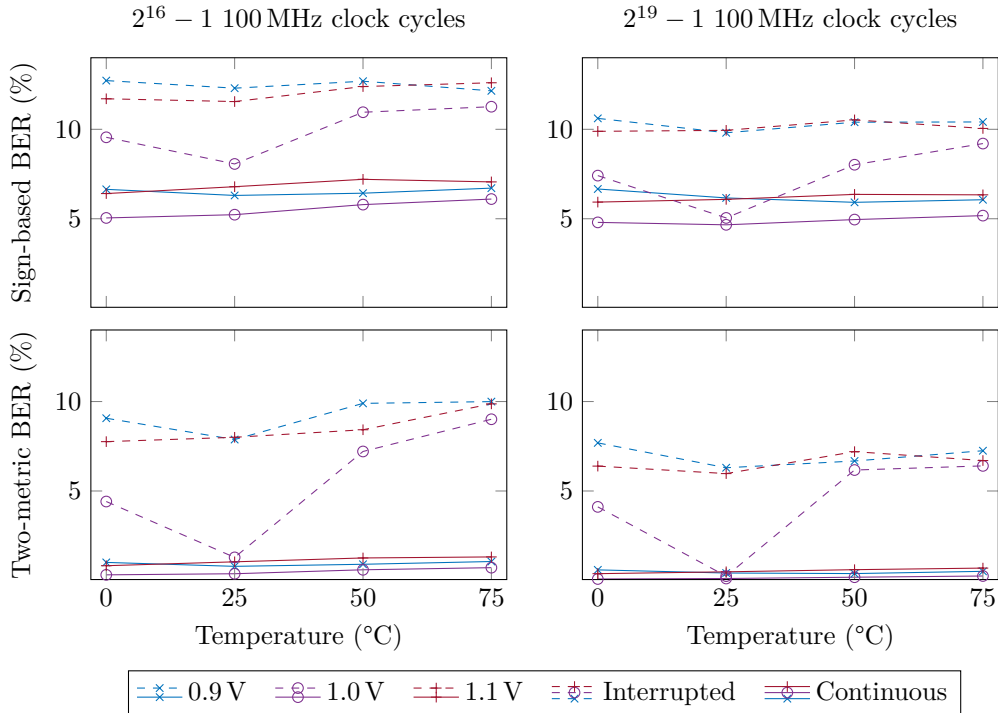 2^16 − 1 100 MHz clock cycles
2^19 − 1 100 MHz clock cycles
Sign-based BER (%)
10
5
10
5
Two-metric BER (%)
10
5
10
5
0 25 50 75
0 25 50 75
Temperature (°C)
Temperature (°C)
0.9 V 1.0 V 1.1 V Interrupted Continuous